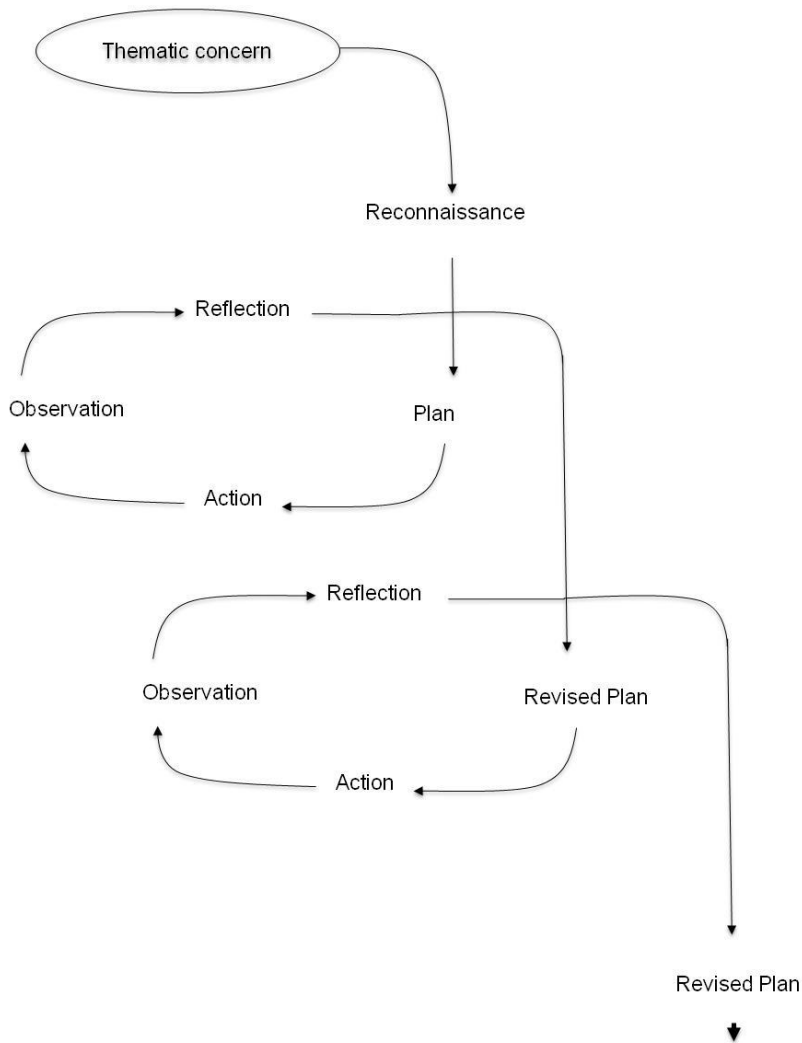 Thematic concern
Reconnaissance
Reflection
Observation
Plan
Action
Reflection
Observation
Revised Plan
Action
Revised Plan